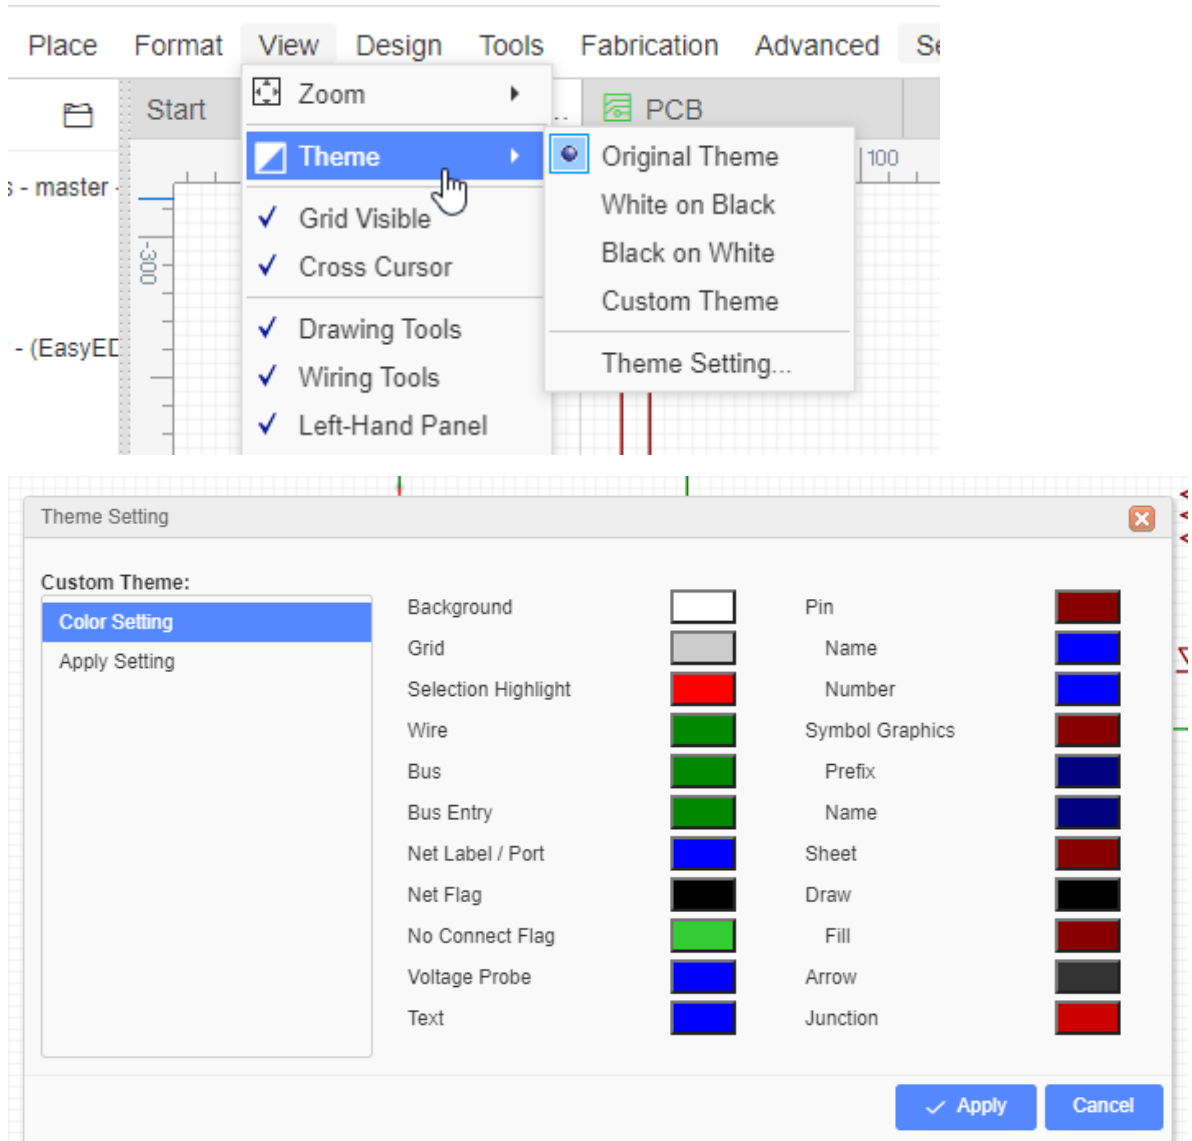 Place Format View Design Tools Fabrication Advanced
Start
Zoom
..
PCB
Theme
Original Theme
100
- master -
White on Black
Grid Visible
-300
Black on White
Cross Cursor
Custom Theme
Drawing Tools
- (EasyED
Theme Setting...
Wiring Tools
Left-Hand Panel
Theme Setting
Custom Theme:
Color Setting
Apply Setting
Background
Pin
Grid
Name
Selection Highlight
Number
Wire
Symbol Graphics
Bus
Prefix
Bus Entry
Name
Net Label / Port
Sheet
Net Flag
Draw
No Connect Flag
Fill
Voltage Probe
Arrow
Text
Junction
Apply
Cancel